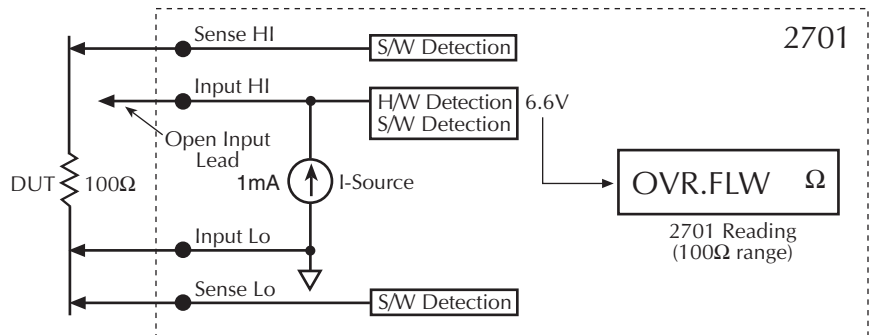 2701
Sense HI
S/W Detection
Input HI
H/W Detection
S/W Detection
6.6V
Open Input
Lead
DUT
100Ω
1mA
I-Source
OVR.FLW Ω
2701 Reading
(100Ω range)
Input Lo
Sense Lo
S/W Detection